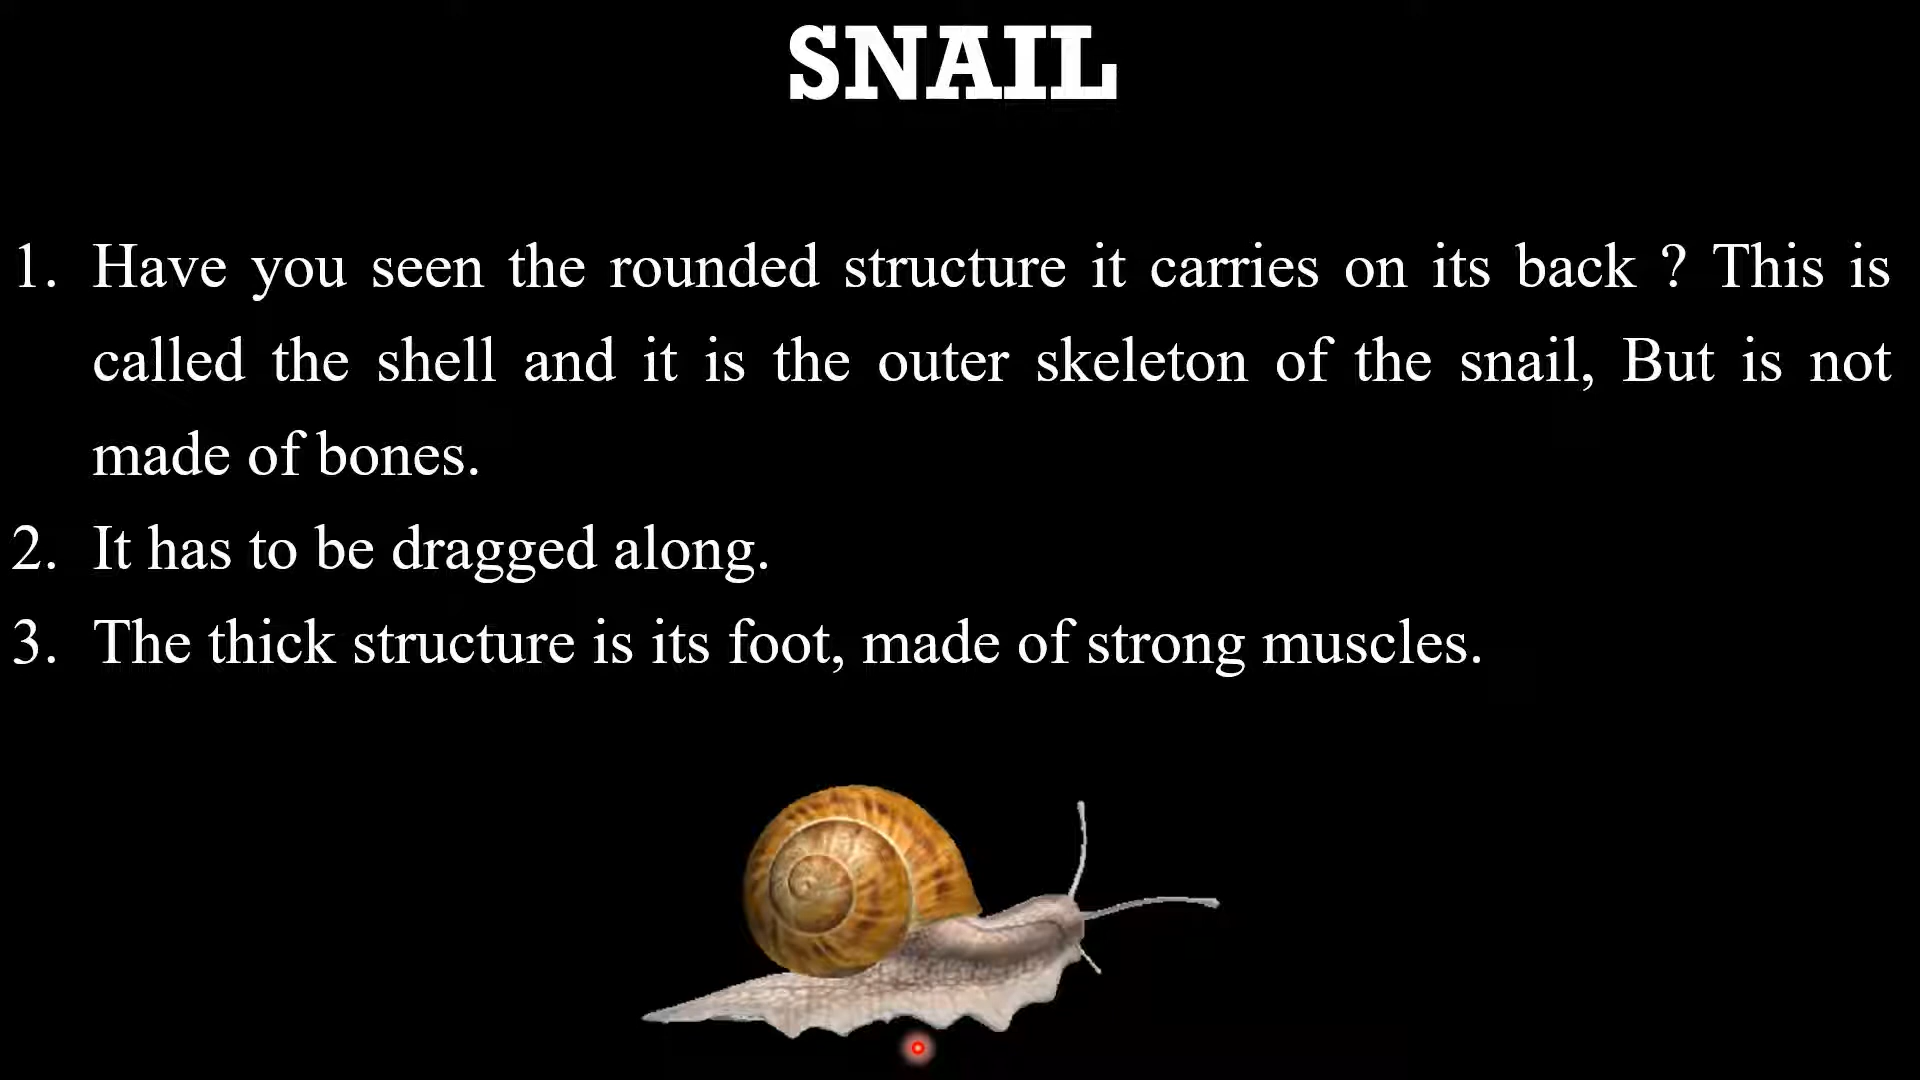 SNAIL
1. Have you seen the rounded structure it carries on its back ? This is
called the shell and it is the outer skeleton of the snail, But is not
made of bones.
2. It has to be dragged along.
3. The thick structure is its foot, made of strong muscles.